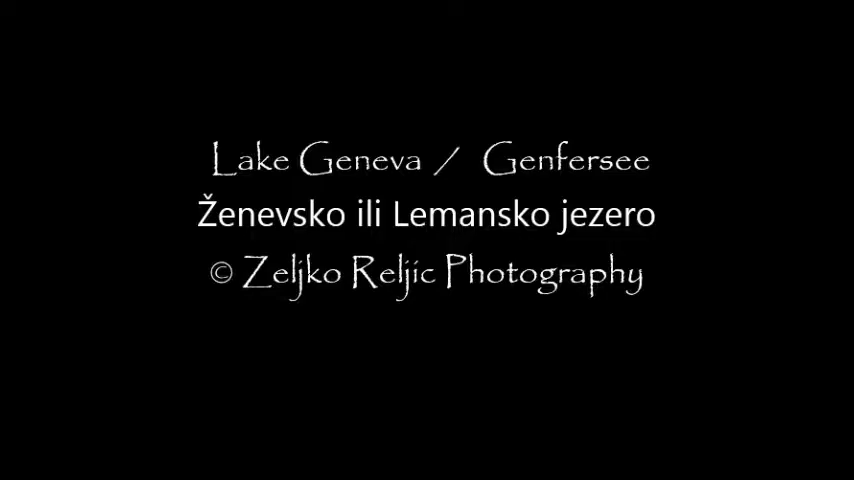 Lake Geneva / Genfersee
Ženevsko ili Lemansko jezero
© Zeljko Reljic Photography